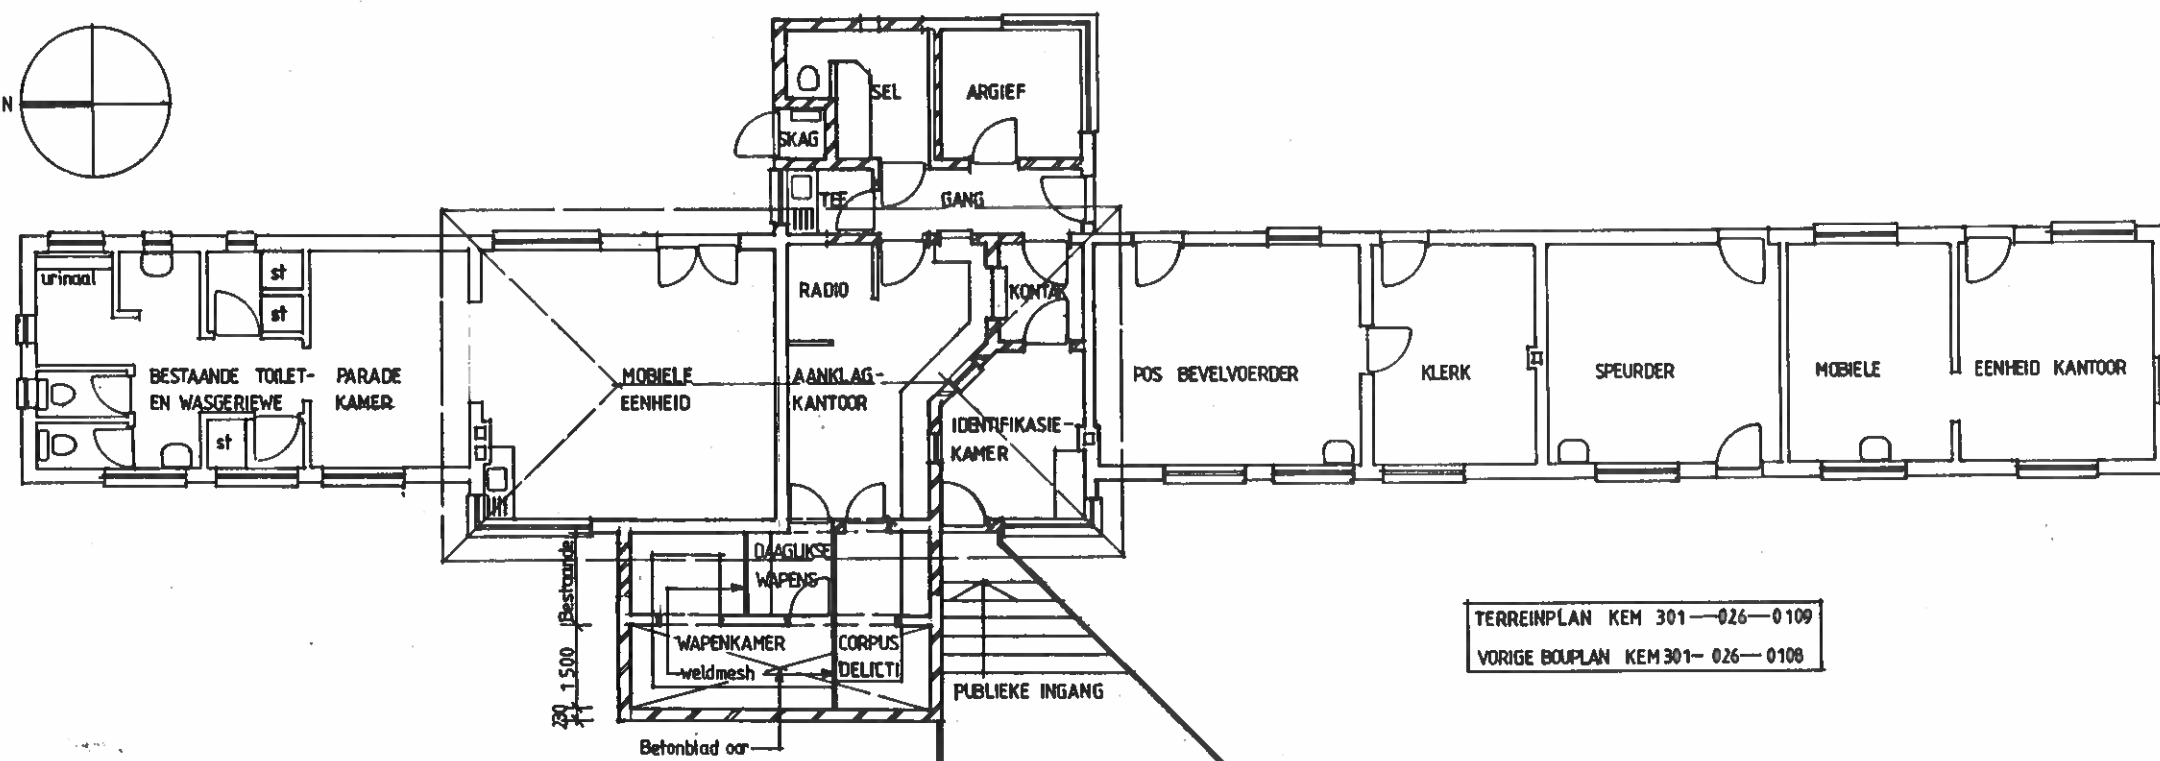 N
SEL
ARGIEF
SKAG
TEE
GANG
urinaal
st
st
RADIO
KONTAK
BESTAANDE TOILET-
EN WASGERIEWE
PARADE
KAMER
MOBIELE
EENHEID
AANKLAG-
KANTOOR
POS BEVELVOERDER
KLERK
SPEURDER
MOBIELE
EENHEID KANTOOR
st
IDENTIFIKASIE-
KAMER
Bestaande
DAAGLIKSE
WAPENS
1 500
WAPENKAMER
weldmesh
CORPUS
DELICTI
230
PUBLIEKE INGANG
Betonblad oor
TERREINPLAN KEM 301—026—0109
VORIGE BOUPLAN KEM 301—026—0108